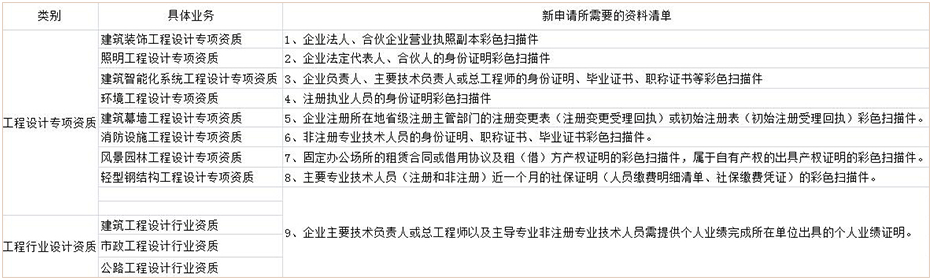 类别 具体业务 新申请所需要的资料清单
工程设计专项资质
建筑装饰工程设计专项资质 1、企业法人、合伙企业营业执照副本彩色扫描件
照明工程设计专项资质 2、企业法定代表人、合伙人的身份证明彩色扫描件
建筑智能化系统工程设计专项资质 3、企业负责人、主要技术负责人或总工程师的身份证明、毕业证书、职称证书等彩色扫描件
环境工程设计专项资质 4、注册执业人员的身份证明彩色扫描件
建筑幕墙工程设计专项资质 5、企业注册所在地省级注册主管部门的注册变更表（注册变更受理回执）或初始注册表（初始注册受理回执）彩色扫描件。
消防设施工程设计专项资质 6、非注册专业技术人员的身份证明、职称证书、毕业证书彩色扫描件。
风景园林工程设计专项资质 7、固定办公场所的租赁合同或借用协议及租（借）方产权证明的彩色扫描件，属于自有产权的出具产权证明的彩色扫描件。
轻型钢结构工程设计专项资质 8、主要专业技术人员（注册和非注册）近一个月的社保证明（人员缴费明细清单、社保缴费凭证）的彩色扫描件。
工程行业设计资质
建筑工程设计行业资质
市政工程设计行业资质
公路工程设计行业资质
9、企业主要技术负责人或总工程师以及主导专业非注册专业技术人员需提供个人业绩完成所在单位出具的个人业绩证明。